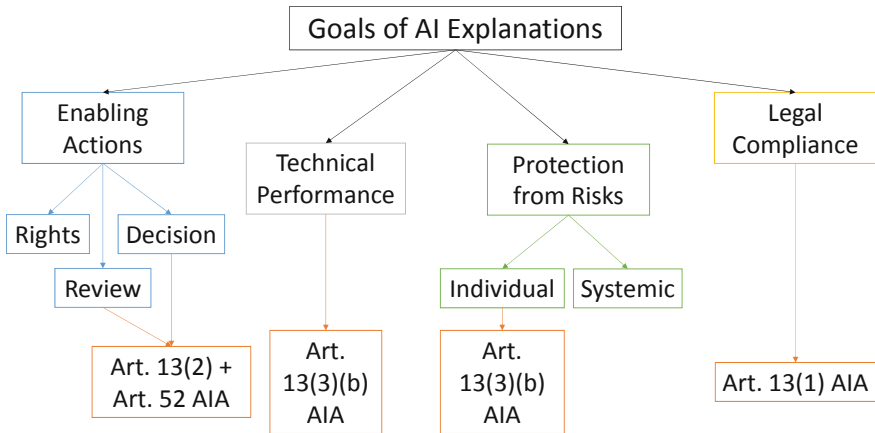 Goals of AI Explanations
Enabling
Actions
Technical
Performance
Protection
from Risks
Legal
Compliance
Rights
Decision
Review
Individual
Systemic
Art. 13(2) +
Art. 52 AIA
Art.
13(3)(b)
AIA
Art.
13(3)(b)
AIA
Art. 13(1) AIA